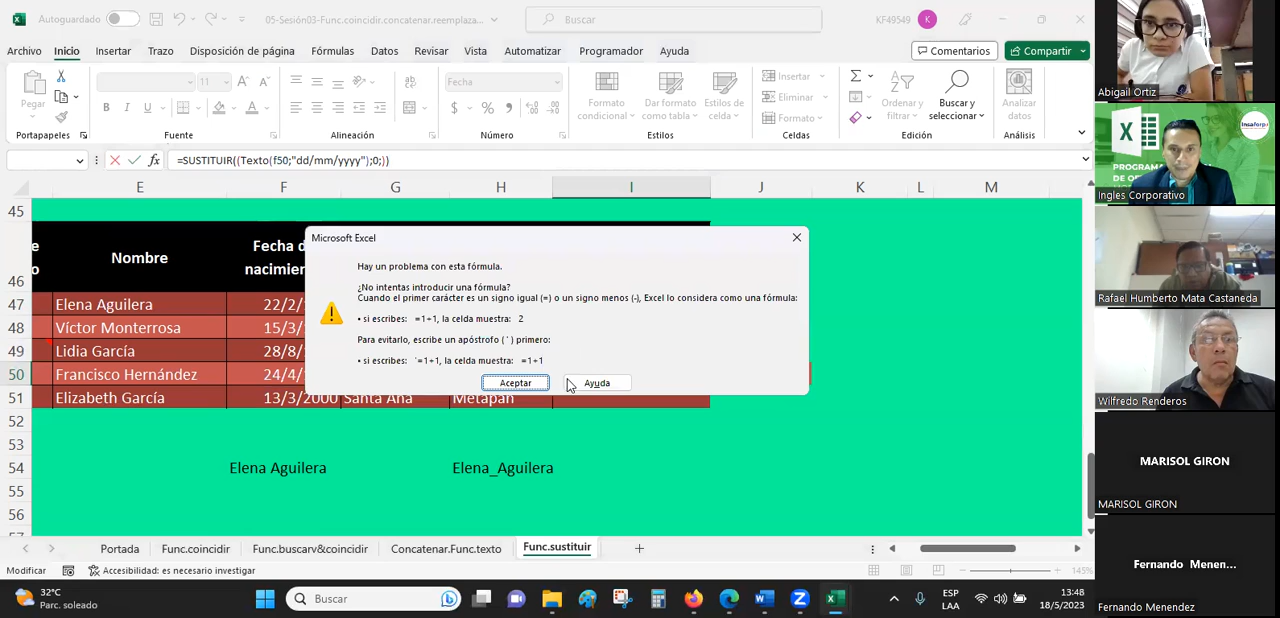 Autoguardado
05-Sesión03-Func.coincidir.concatenar.reemplaza...
Buscar
KF49549
K
Archivo Inicio Insertar Trazo Disposición de página Fórmulas Datos Revisar Vista Automatizar Programador Ayuda
Comentarios
Compartir
Pegar
11
Fecha
N K S
Formato condicional
Dar formato como tabla
Estilos de celda
Insertar
Eliminar
Formato
Ordenar y filtrar
Buscar y seleccionar
Analizar datos
Portapapeles Fuente Alineación Número Estilos Celdas Edición Análisis
=SUSTITUIR((Texto(f50;"dd/mm/yyyy");0;))
E F G H I J K L M
45
46 Nombre
47 Elena Aguilera 22/2/
48 Víctor Monterrosa 15/3/
49 Lidia García 28/8/
50 Francisco Hernández 24/4/
51 Elizabeth García 13/3/2000 Santa Ana Metapán
52
53
54 Elena Aguilera Elena_Aguilera
55
56
57
Fecha d
nacimien
Microsoft Excel
Hay un problema con esta fórmula.
¿No intentas introducir una fórmula?
Cuando el primer carácter es un signo igual (=) o un signo menos (-), Excel lo considera como una fórmula:
• si escribes: =1+1, la celda muestra: 2
Para evitarlo, escribe un apóstrofo ( ' ) primero:
• si escribes: '=1+1, la celda muestra: =1+1
Aceptar
Ayuda
Portada Func.coincidir Func.buscarv&coincidir Concatenar.Func.texto Func.sustituir
Modificar
Accesibilidad: es necesario investigar
145%
32°C
Parc. soleado
Buscar
ESP
LAA
13:48
18/5/2023
Abigail Ortiz
Insaforp
PROGRAMA
DE O
Ingles Corporativo
Rafael Humberto Mata Castaneda
Wilfredo Renderos
MARISOL GIRON
MARISOL GIRON
Fernando Menen...
Fernando Menendez